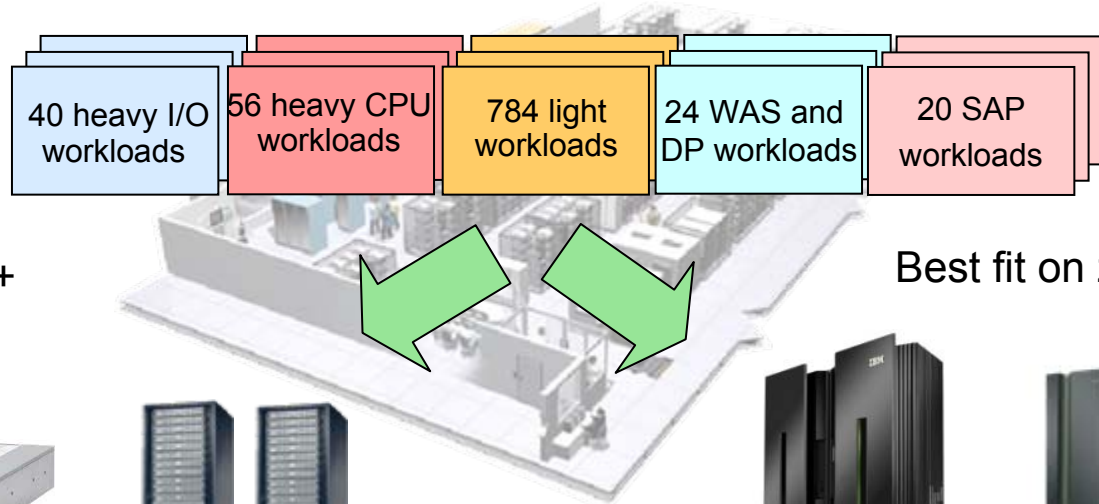 40 heavy I/O
workloads
56 heavy CPU
workloads
784 light
workloads
24 WAS and
DP workloads
20 SAP
workloads
+
Best fit on
IBM